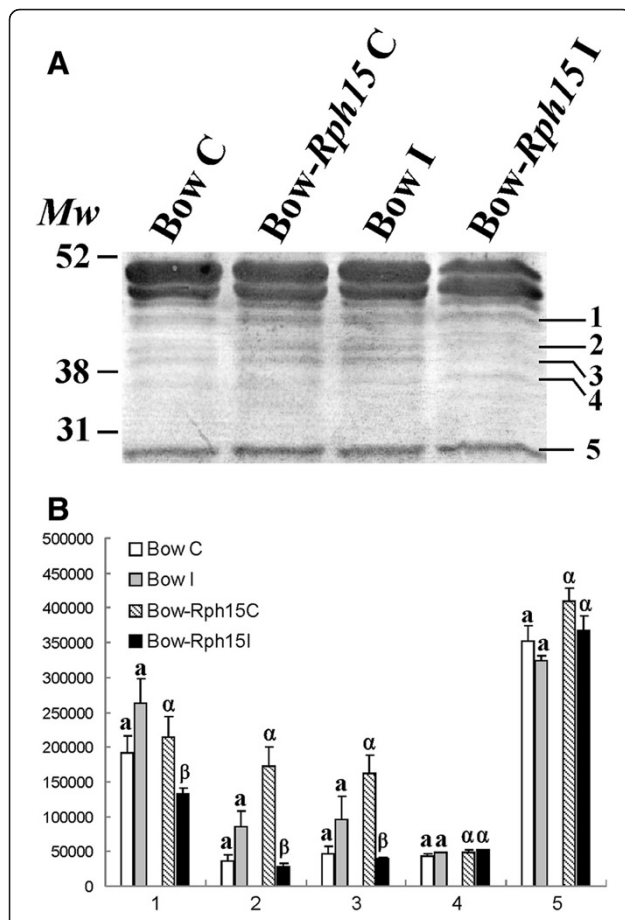 A
Mw
Bow C
Bow-Rph15 C
Bow I
Bow-Rph15 I
52
38
31
1
2
3
4
5
B
500000
450000
400000
350000
300000
250000
200000
150000
100000
50000
0
Bow C
Bow I
Bow-Rph15C
Bow-Rph15I
a a α β
a a α β
a a α β
a a α α
a a α α
1 2 3 4 5